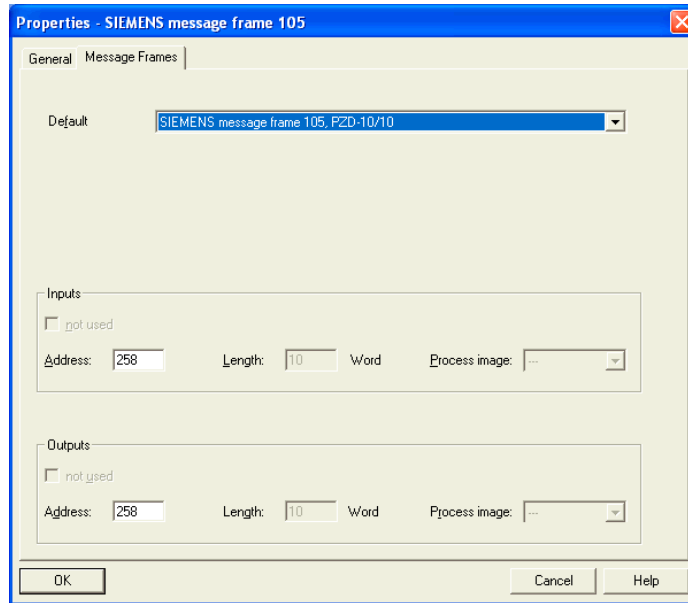 Properties - SIEMENS message frame 105
General Message Frames
Default SIEMENS message frame 105, PZD-10/10
Inputs
not used
Address: 258 Length: 10 Word Process image: ---
Outputs
not used
Address: 258 Length: 10 Word Process image: ---
OK Cancel Help